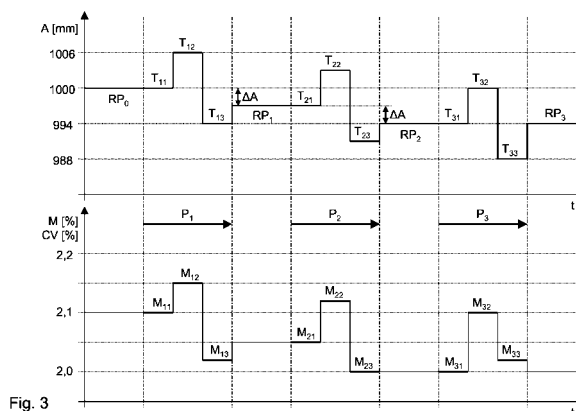 A [mm]
1006
T12
T22
T11
T32
1000
ΔA
T21
T31
RP0
RP1
ΔA
RP3
994
T13
T23
RP2
T33
988
t
M [%]
CV [%]
P1
P2
P3
2,2
M12
M22
M11
M32
2,1
M21
M13
M33
M23
M31
2,0
Fig. 3
t